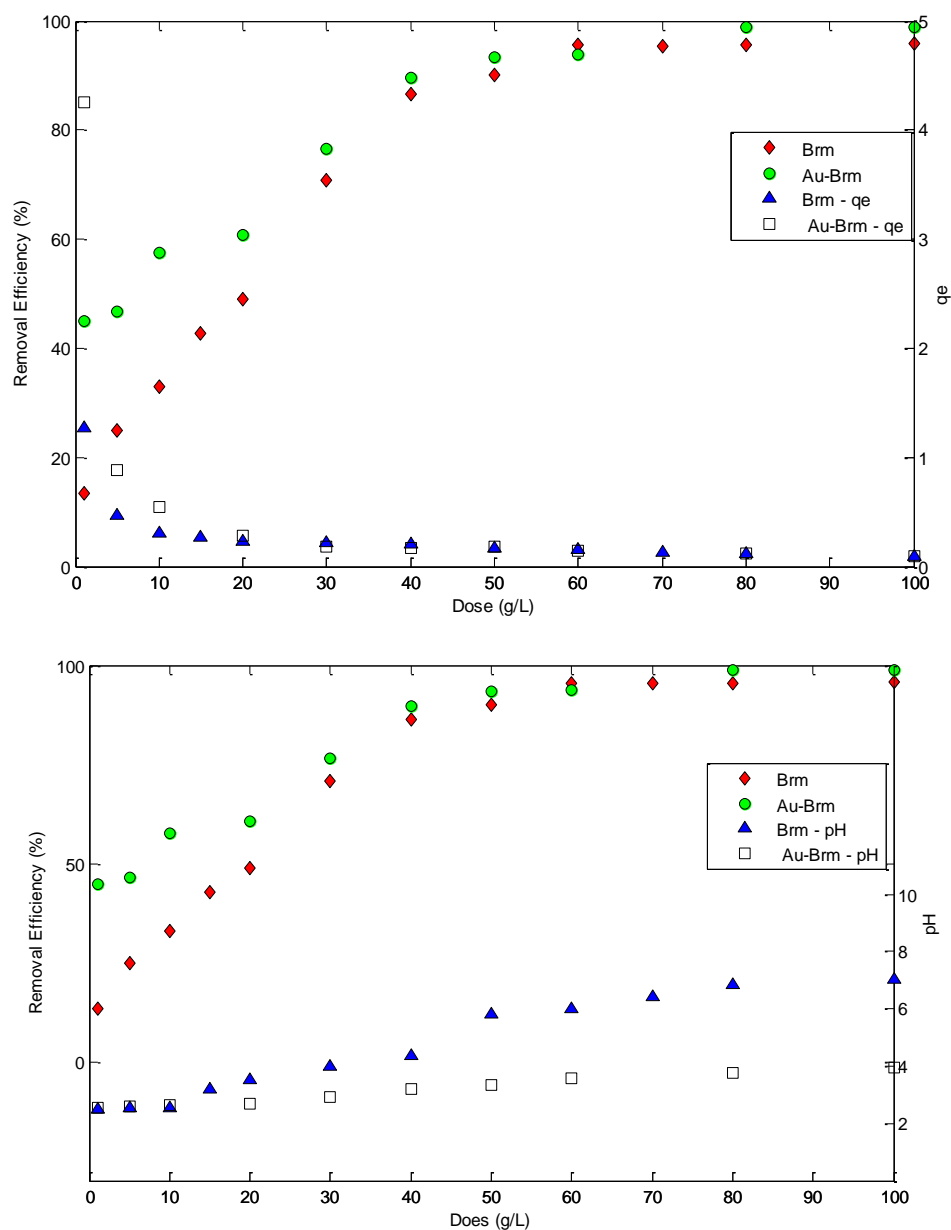 100
80
60
40
20
0
Removal Efficiency (%)
5
4
3
2
1
0
qe
Brm
Au-Brm
Brm - qe
Au-Brm - qe
0 10 20 30 40 50 60 70 80 90 100
Dose (g/L)
100
50
0
Removal Efficiency (%)
10
8
6
4
2
pH
Brm
Au-Brm
Brm - pH
Au-Brm - pH
0 10 20 30 40 50 60 70 80 90 100
Does (g/L)